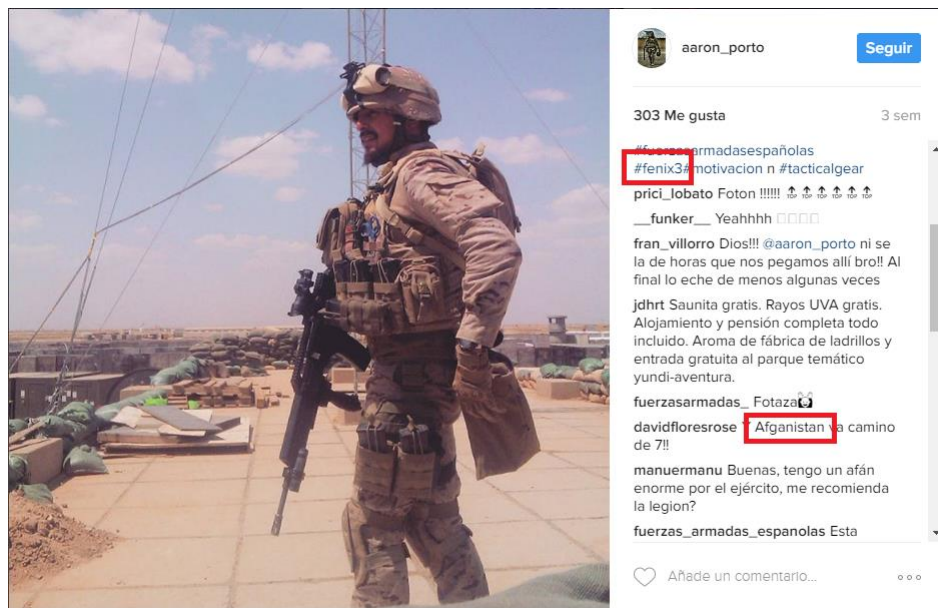 aaron_porto
Seguir
303 Me gusta
3 sem
#fuerzasarmadasespañolas
#fenix3#motivacion n #tacticalgear
prici_lobato Foton !!!!!! 🔝🔝🔝🔝🔝🔝
__funker__ Yeahhhh □□□□
fran_villorro Dios!!! @aaron_porto ni se
la de horas que nos pegamos allí bro!! Al
final lo eche de menos algunas veces
jdhrt Saunita gratis. Rayos UVA gratis.
Alojamiento y pensión completa todo
incluido. Aroma de fábrica de ladrillos y
entrada gratuita al parque temático
yundi-aventura.
fuerzasarmadas_ Fotaza
davidfloresrose Afganistan ya camino
de 7!!
manuermanu Buenas, tengo un afán
enorme por el ejército, me recomienda
la legion?
fuerzas_armadas_espanolas Esta
Añade un comentario...